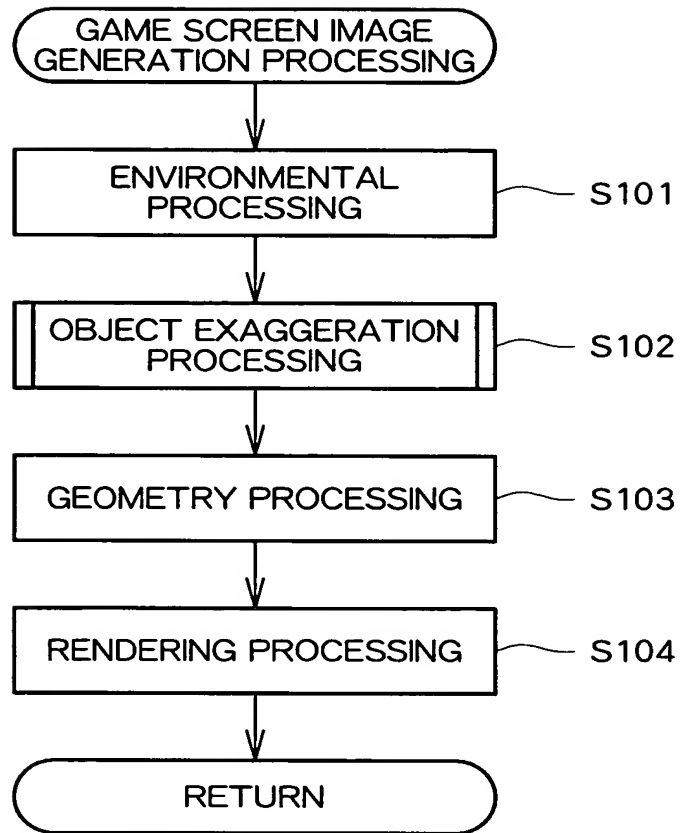 GAME SCREEN IMAGE
GENERATION PROCESSING
ENVIRONMENTAL
PROCESSING
S101
OBJECT EXAGGERATION
PROCESSING
S102
GEOMETRY PROCESSING
S103
RENDERING PROCESSING
S104
RETURN